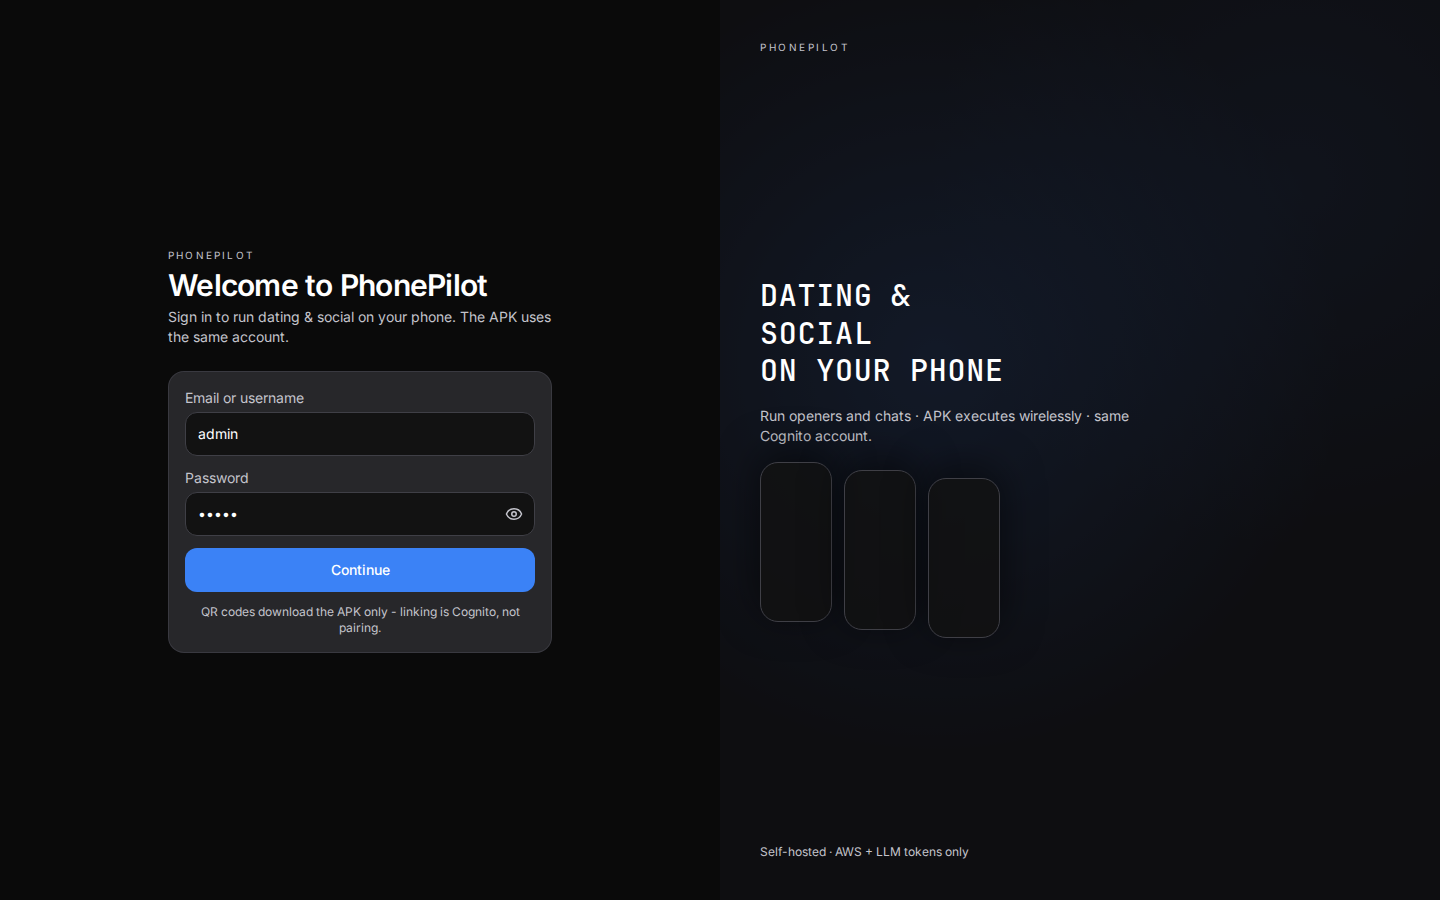 PHONEPILOT
Welcome to PhonePilot
Sign in to run dating & social on your phone. The APK uses
the same account.
Email or username
admin
Password
•••••
Continue
QR codes download the APK only - linking is Cognito, not
pairing.
PHONEPILOT
DATING &
SOCIAL
ON YOUR PHONE
Run openers and chats · APK executes wirelessly · same
Cognito account.
Self-hosted · AWS + LLM tokens only